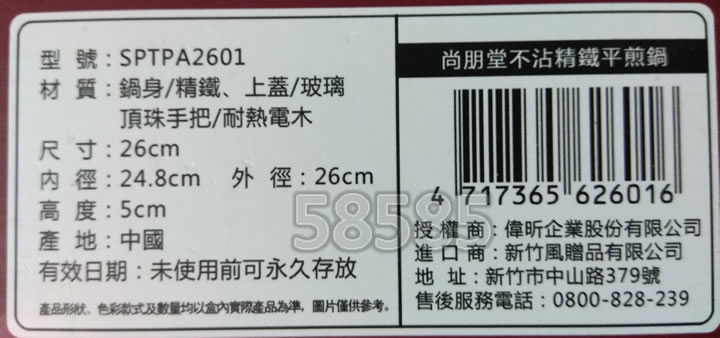 型 號：SPTPA2601
材 質：鍋身/精鐵、上蓋/玻璃
頂珠手把/耐熱電木
尺 寸：26cm
內 徑：24.8cm 外 徑：26cm
高 度：5cm
產 地：中國
有效日期：未使用前可永久存放
產品形狀、色彩款式及數量均以盒內實際產品為準，圖片僅供參考。
58585
尚朋堂不沾精鐵平煎鍋
4 717365 626016
授 權 商：偉昕企業股份有限公司
進 口 商：新竹風贈品有限公司
地 址：新竹市中山路379號
售後服務電話：0800-828-239